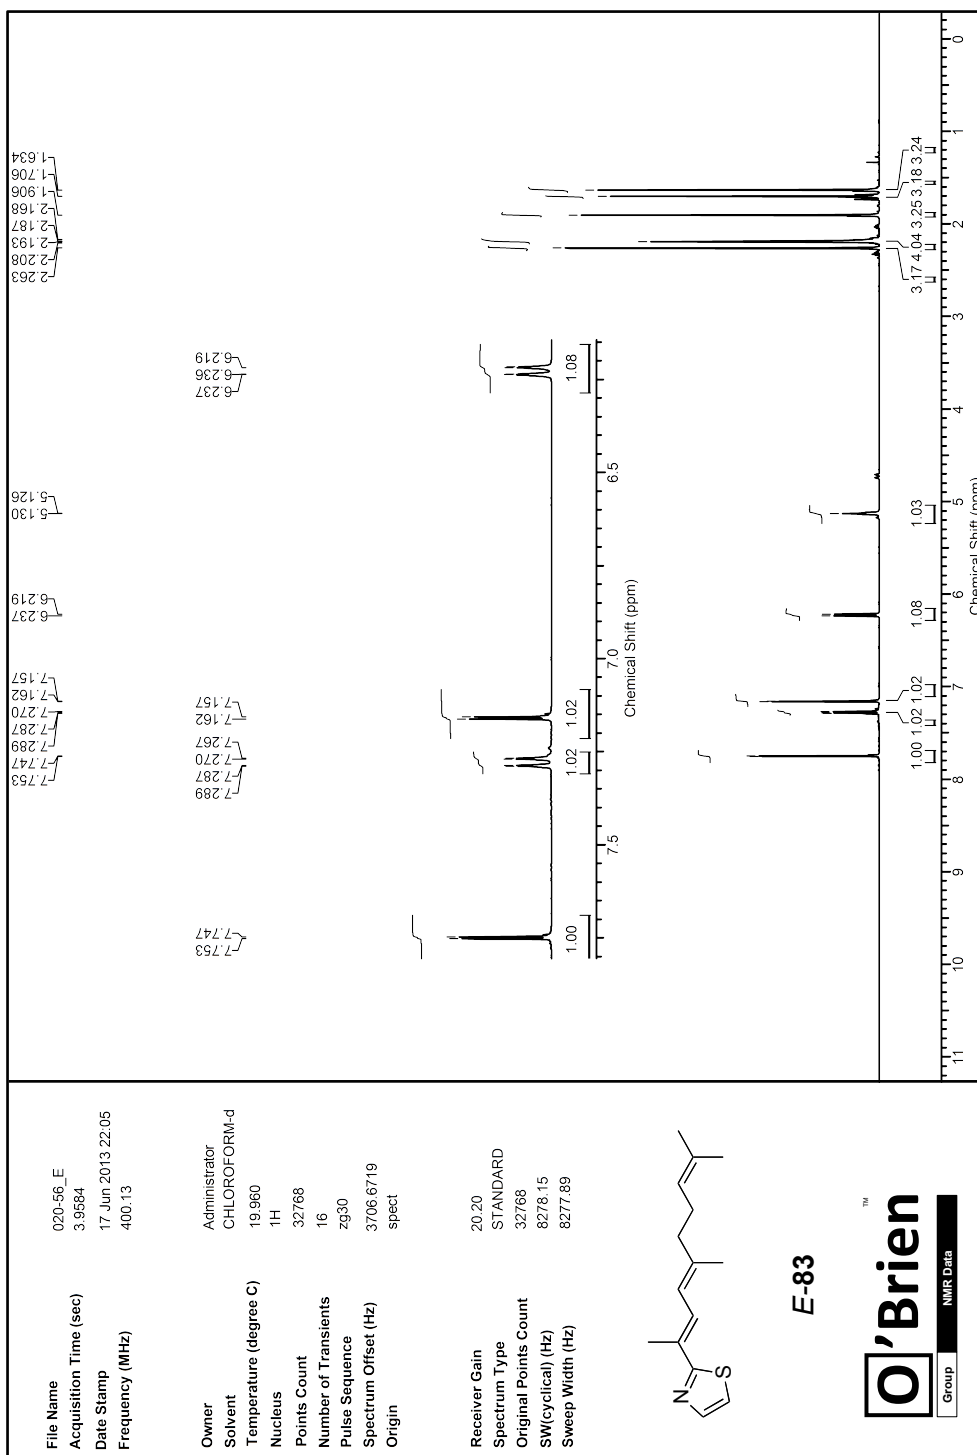 File Name 020-56_E
Acquisition Time (sec) 3.9584
Date Stamp 17 Jun 2013 22:05
Frequency (MHz) 400.13
Owner Administrator
Solvent CHLOROFORM-d
Temperature (degree C) 19.960
Nucleus 1H
Points Count 32768
Number of Transients 16
Pulse Sequence zg30
Spectrum Offset (Hz) 3706.6719
Origin spect
Receiver Gain 20.20
Spectrum Type STANDARD
Original Points Count 32768
SW(cyclical) (Hz) 8278.15
Sweep Width (Hz) 8277.89
N
S
E-83
O'Brien ™
Group NMR Data
7.753
7.747
7.289
7.287
7.270
7.162
7.157
6.237
6.219
5.130
5.126
2.263
2.208
2.193
2.187
2.168
1.906
1.706
1.634
7.753
7.747
7.289
7.287
7.270
7.267
7.162
7.157
6.237
6.236
6.219
1.00 1.02 1.02 1.08
7.5 7.0 6.5
Chemical Shift (ppm)
1.00 1.02 1.02 1.08 1.03 3.17 4.04 3.25 3.18 3.24
11 10 9 8 7 6 5 4 3 2 1 0
Chemical Shift (ppm)